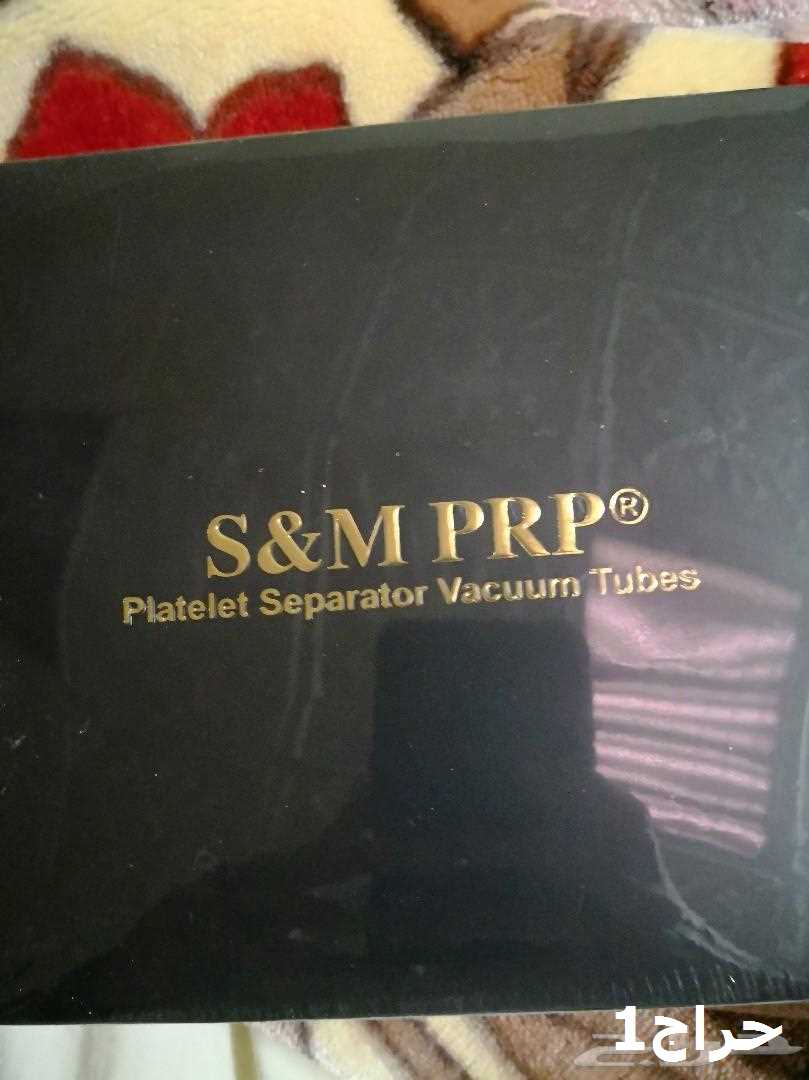 S&M PRP®
Platelet Separator Vacuum Tubes
حراج1